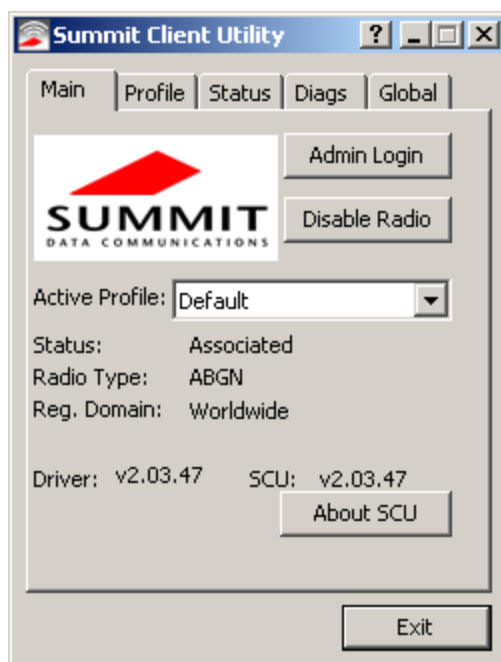 Summit Client Utility
Main Profile Status Diags Global
SUMMIT
DATA COMMUNICATIONS
Admin Login
Disable Radio
Active Profile: Default
Status: Associated
Radio Type: ABGN
Reg. Domain: Worldwide
Driver: v2.03.47 SCU: v2.03.47
About SCU
Exit